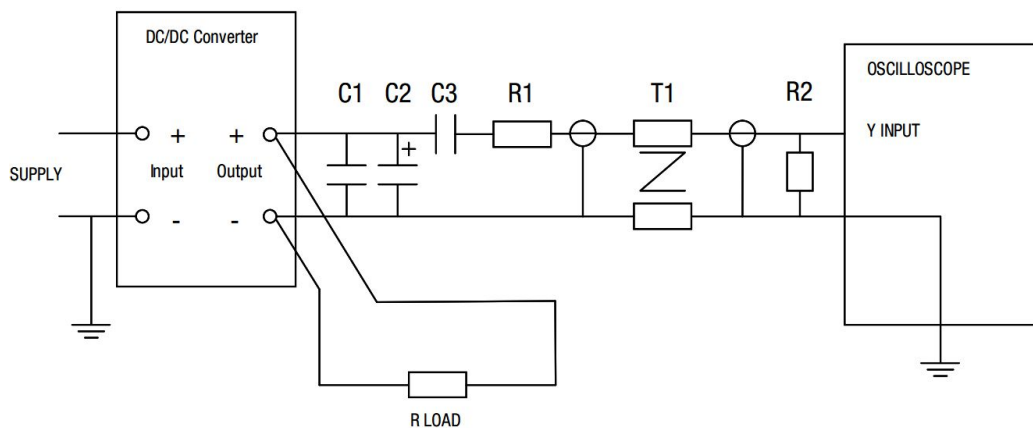 DC/DC Converter
OSCILLOSCOPE
C1 C2 C3 R1 T1 R2
+ + + Y INPUT
SUPPLY Input Output
- -
R LOAD